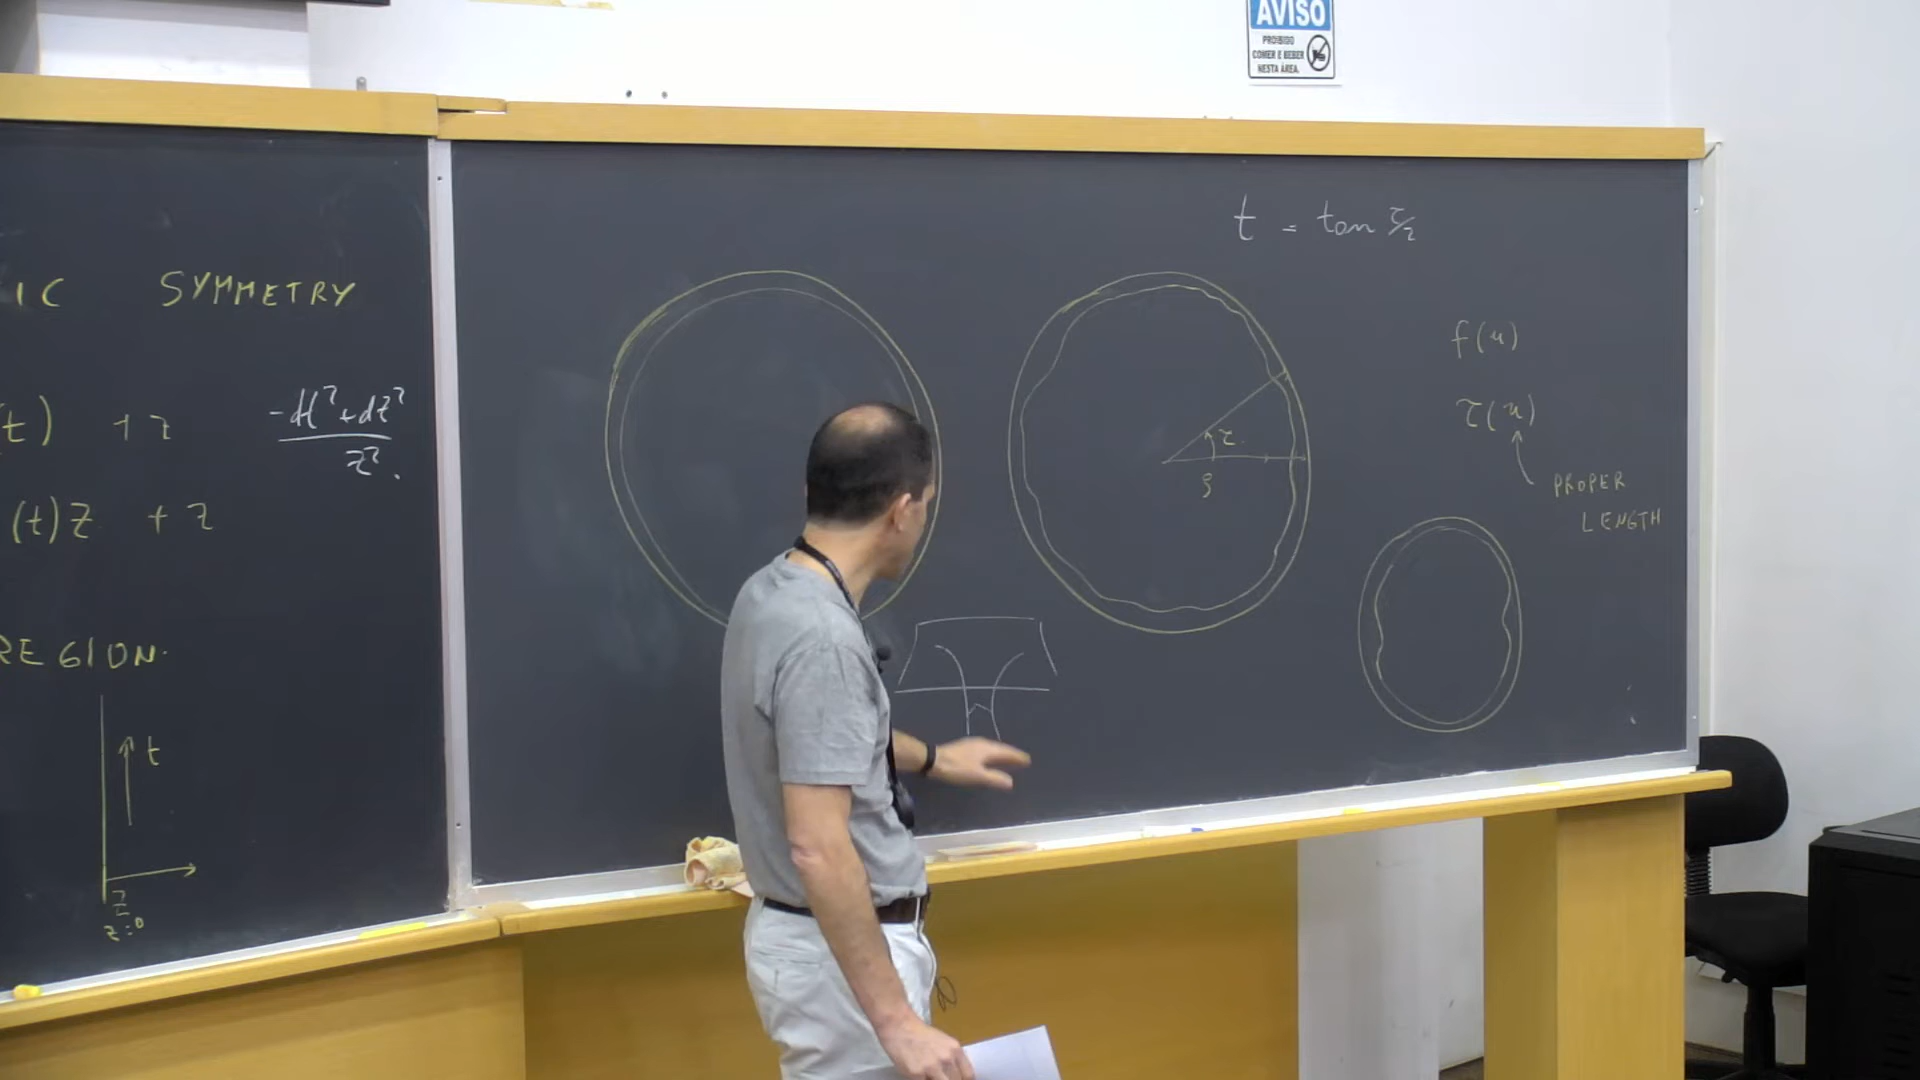 AVISO
PROIBIDO
COMER E BEBER
NESTA ÁREA.
IC SYMMETRY
t) + z
-dt² + dz²
z².
(t)z + z
REGION.
t
z
z=0
t = tan τ/2
τ
ρ
f(u)
τ(u)
PROPER
LENGTH